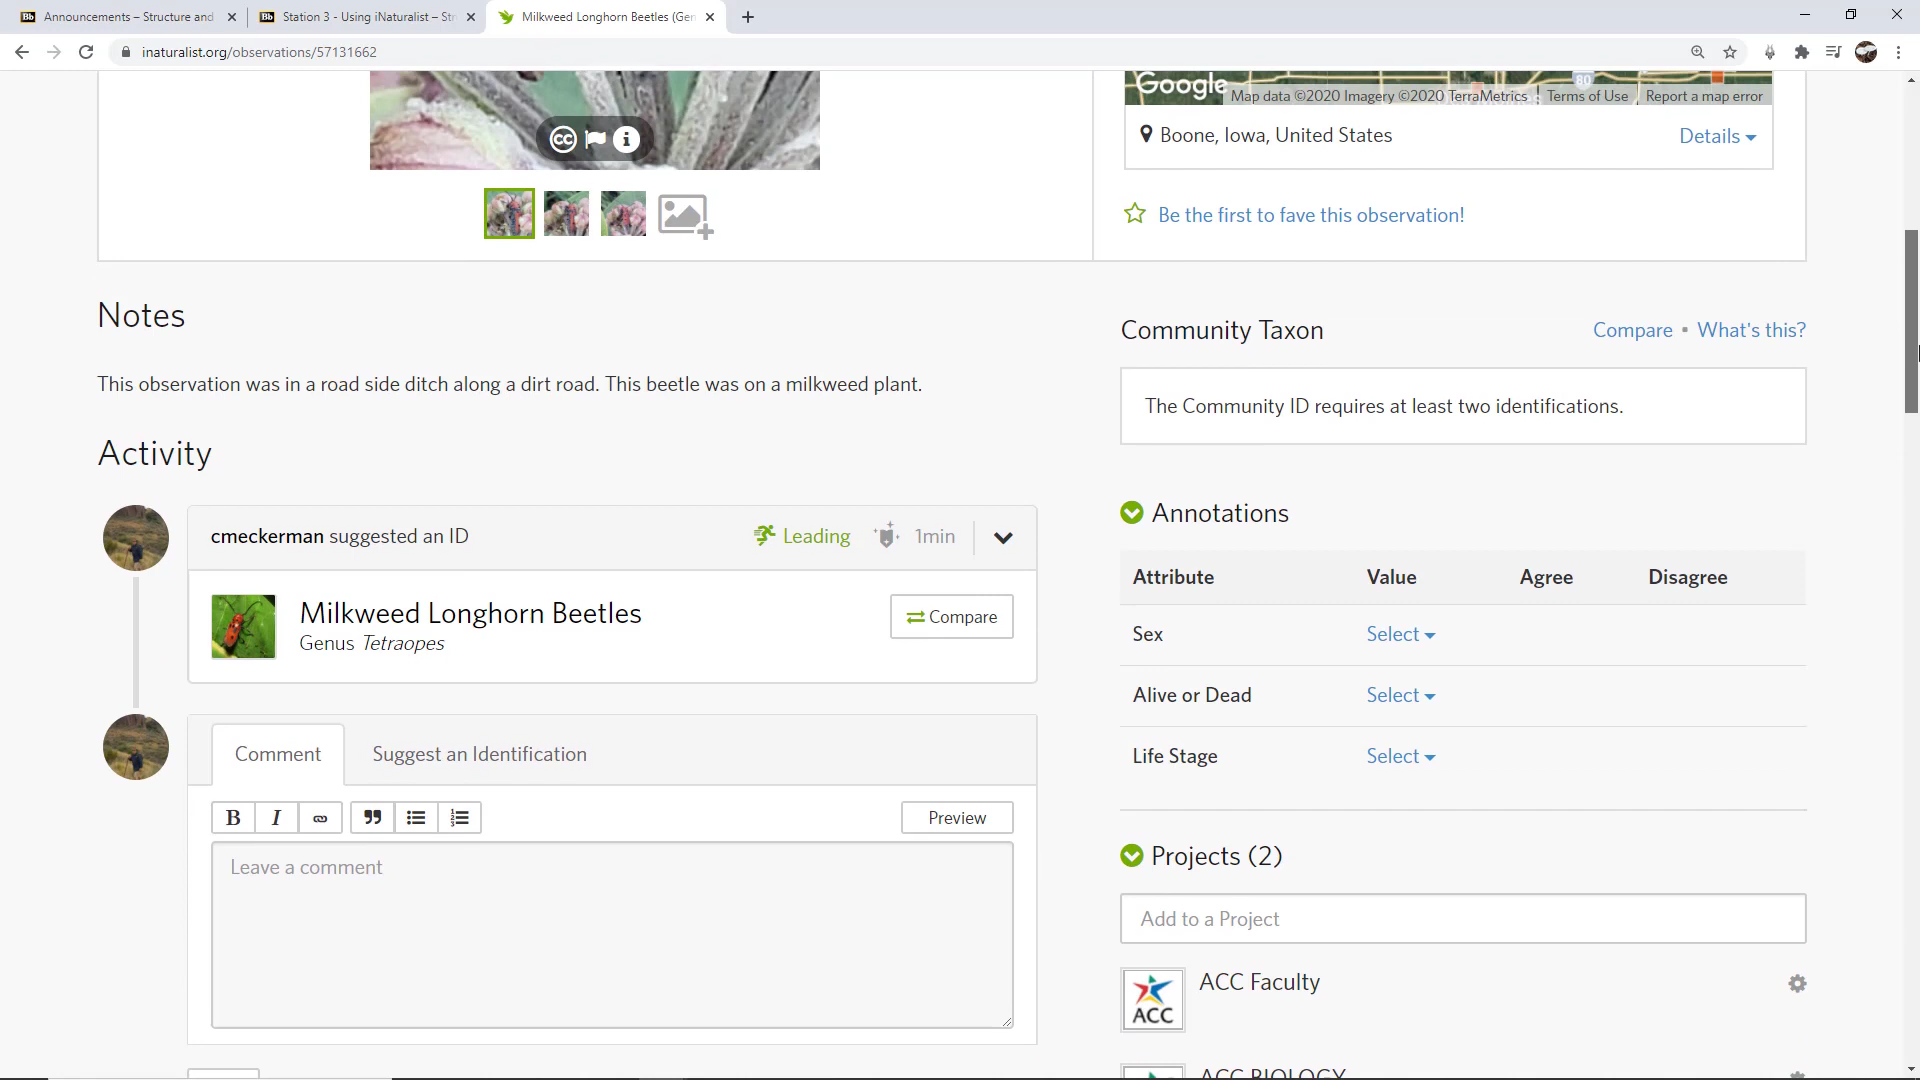 Announcements – Structure and
Station 3 - Using iNaturalist – Str
Milkweed Longhorn Beetles (Gen
inaturalist.org/observations/57131662
Google
80
Map data ©2020 Imagery ©2020 TerraMetrics
Terms of Use
Report a map error
Boone, Iowa, United States
Details
Be the first to fave this observation!
Notes
This observation was in a road side ditch along a dirt road. This beetle was on a milkweed plant.
Community Taxon
Compare • What's this?
The Community ID requires at least two identifications.
Activity
cmeckerman suggested an ID
Leading
1min
Milkweed Longhorn Beetles
Genus Tetraopes
Compare
Annotations
Attribute Value Agree Disagree
Sex Select
Alive or Dead Select
Life Stage Select
Comment
Suggest an Identification
B I
Preview
Leave a comment
Projects (2)
Add to a Project
ACC
ACC Faculty
ACC BIOLOGY